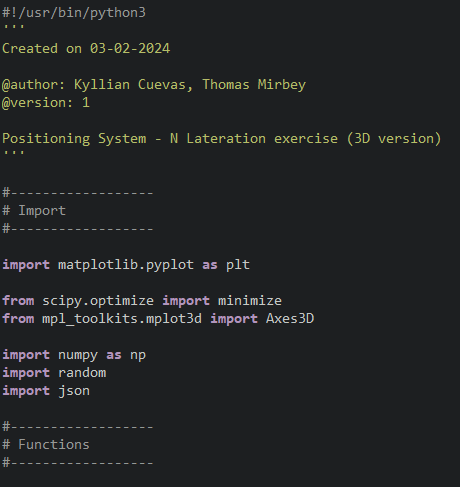 #!/usr/bin/python3
'''
Created on 03-02-2024
@author: Kyllian Cuevas, Thomas Mirbey
@version: 1
Positioning System - N Lateration exercise (3D version)
'''
#------------------
# Import
#------------------
import matplotlib.pyplot as plt
from scipy.optimize import minimize
from mpl_toolkits.mplot3d import Axes3D
import numpy as np
import random
import json
#------------------
# Functions
#------------------